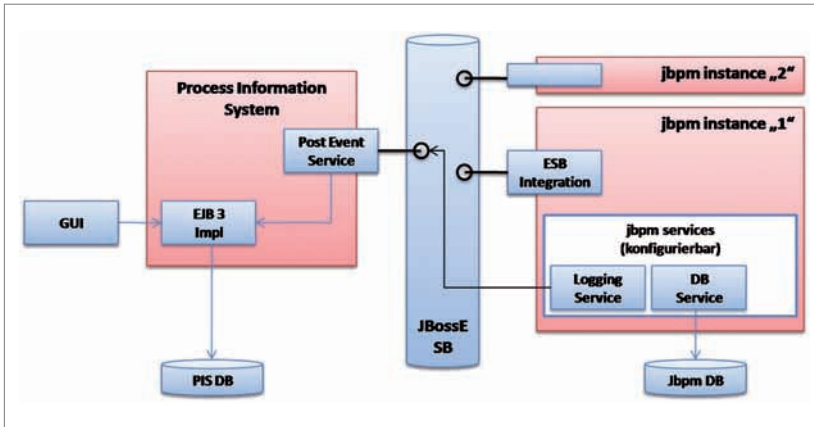 Process Information
System
Post Event
Service
GUI
EJB 3
Impl
PIS DB
JBossE
SB
jbpm instance „2“
jbpm instance „1“
ESB
Integration
jbpm services
(konfigurierbar)
Logging
Service
DB
Service
Jbpm DB